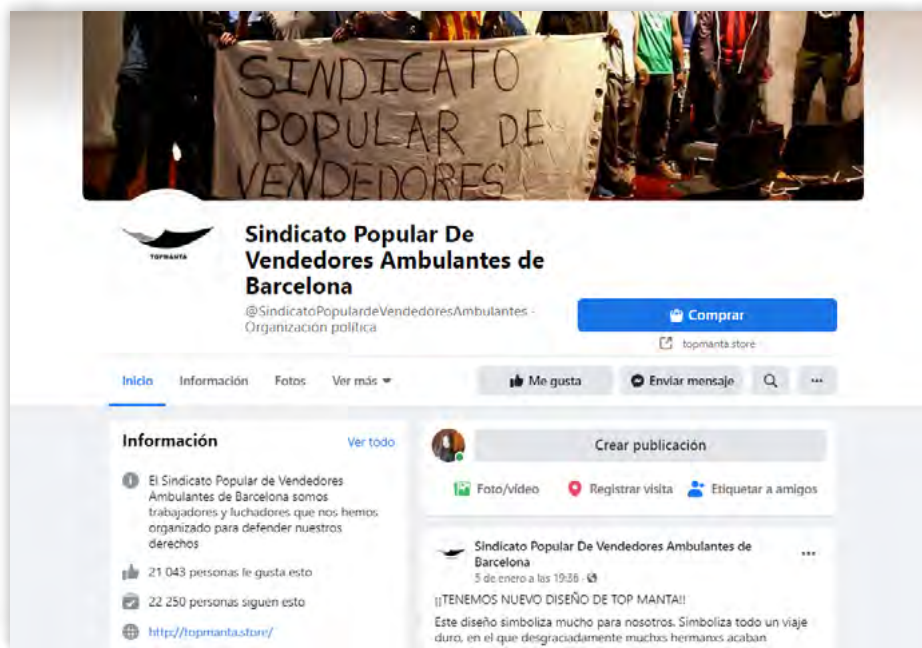 SINDICATO
POPULAR DE
VENDEDORES
TOPMANTA
Sindicato Popular De
Vendedores Ambulantes de
Barcelona
@SindicatoPopulardeVendedoresAmbulantes ·
Organización política
Comprar
topmanta.store
Inicio
Información
Fotos
Ver más
Me gusta
Enviar mensaje
Información
Ver todo
El Sindicato Popular de Vendedores
Ambulantes de Barcelona somos
trabajadores y luchadores que nos hemos
organizado para defender nuestros
derechos
21 043 personas le gusta esto
22 250 personas siguen esto
http://topmanta.store/
Crear publicación
Foto/vídeo
Registrar visita
Etiquetar a amigos
Sindicato Popular De Vendedores Ambulantes de
Barcelona
5 de enero a las 19:36 ·
¡¡TENEMOS NUEVO DISEÑO DE TOP MANTA!!
Este diseño simboliza mucho para nosotros. Simboliza todo un viaje
duro, en el que desgraciadamente muchxs hermanxs acaban